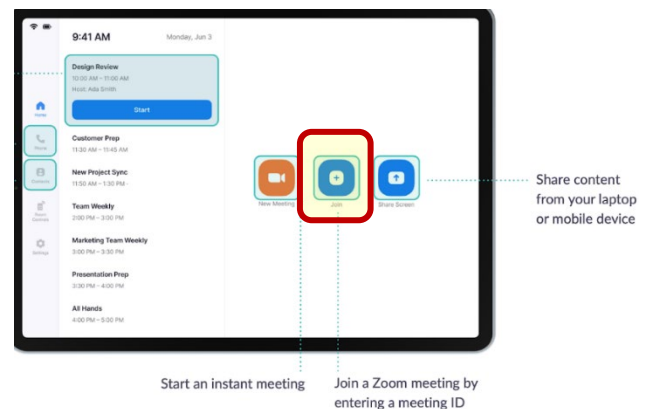 9:41 AM
Monday, Jun 3
Design Review
10:00 AM – 11:00 AM
Host: Ada Smith
Start
Customer Prep
11:30 AM – 11:45 AM
New Project Sync
11:50 AM – 1:30 PM
Team Weekly
2:00 PM – 3:00 PM
Marketing Team Weekly
3:00 PM – 3:30 PM
Presentation Prep
3:30 PM – 4:00 PM
All Hands
4:00 PM – 5:00 PM
Home
Phone
Contacts
Room
Controls
Settings
New Meeting
Join
Share Screen
Share content
from your laptop
or mobile device
Start an instant meeting
Join a Zoom meeting by
entering a meeting ID